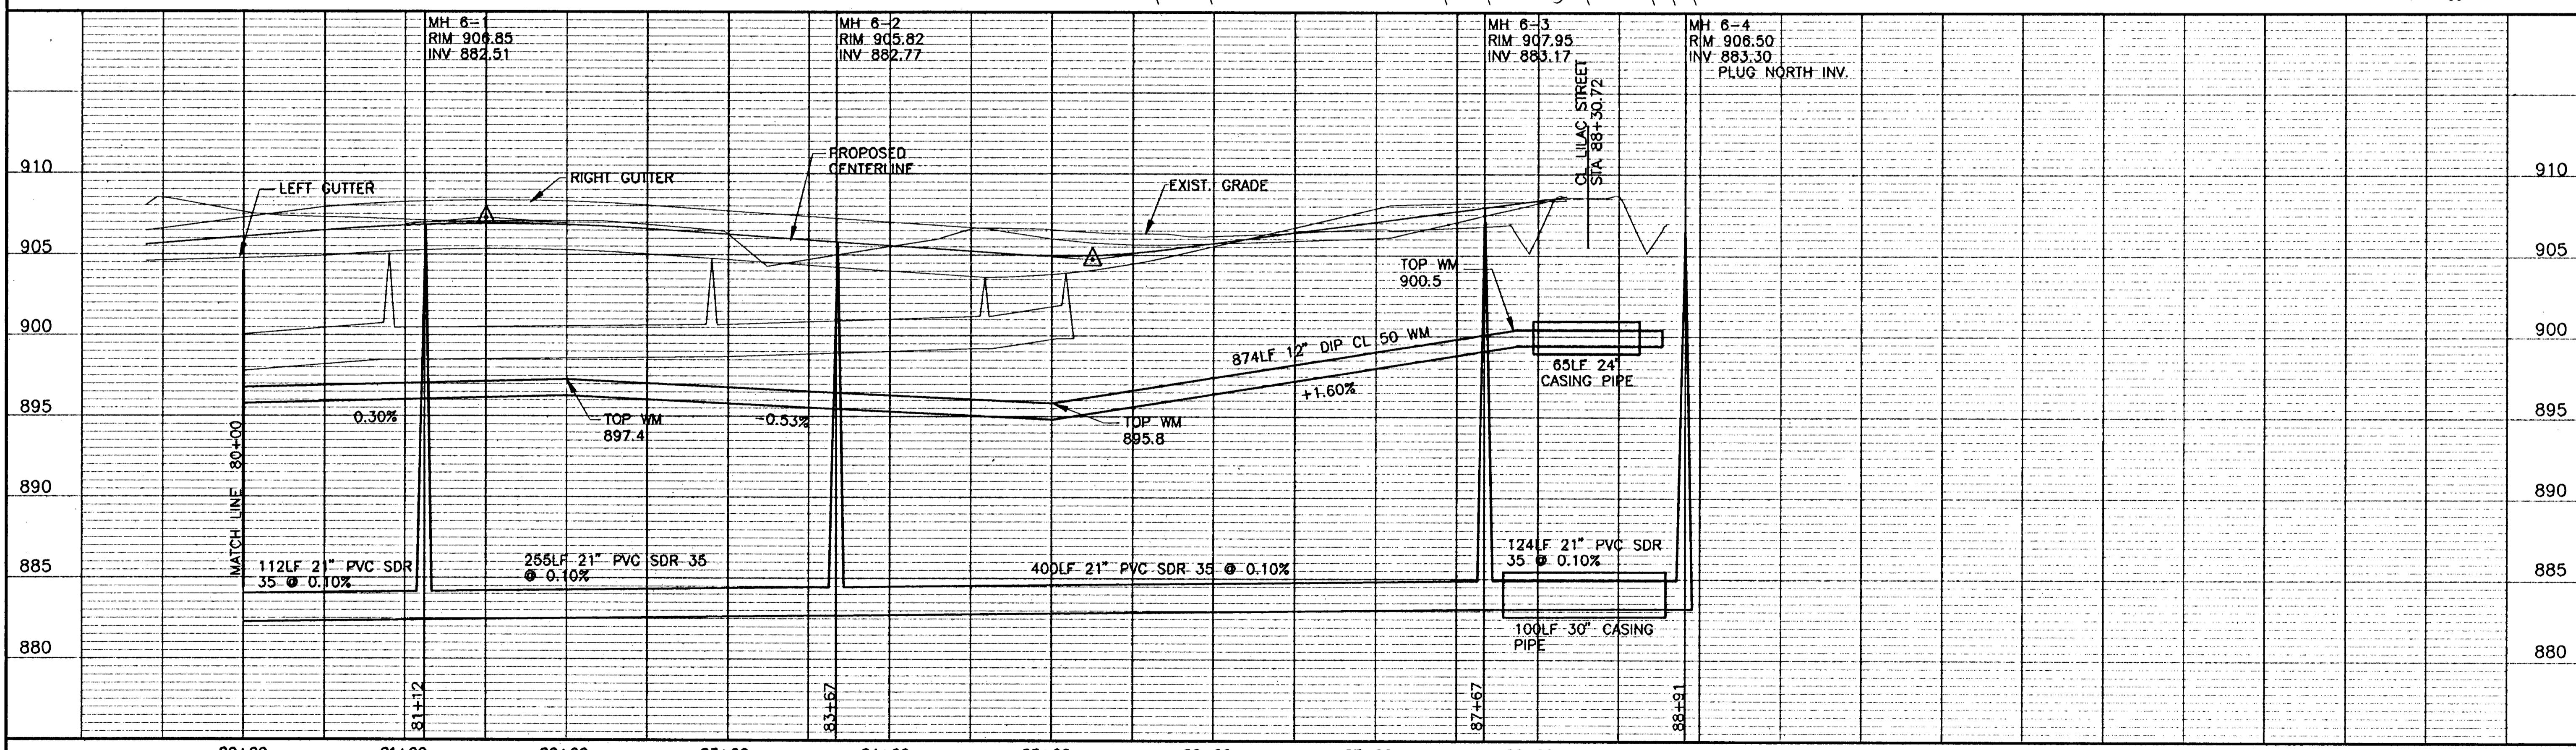 MH 6-1
RIM 906.85
INV 882.51
MH 6-2
RIM 905.82
INV 882.77
MH 6-3
RIM 907.95
INV 883.17
MH 6-4
RIM 906.50
INV 883.30
PLUG NORTH INV.
CL LILAC STREET
STA 88+30.72
910
LEFT GUTTER
RIGHT GUTTER
PROPOSED
CENTERLINE
EXIST. GRADE
910
905
905
TOP WM
900.5
900
900
874LF 12" DIP CL 50 WM
+1.60%
65LF 24"
CASING PIPE
895
0.30%
TOP WM
897.4
-0.53%
TOP WM
895.8
895
MATCH LINE 80+00
890
890
885
112LF 21" PVC SDR
35 @ 0.10%
255LF 21" PVC SDR 35
@ 0.10%
400LF 21" PVC SDR 35 @ 0.10%
124LF 21" PVC SDR
35 @ 0.10%
885
100LF 30" CASING
PIPE
880
880
81+12
83+67
87+67
88+91